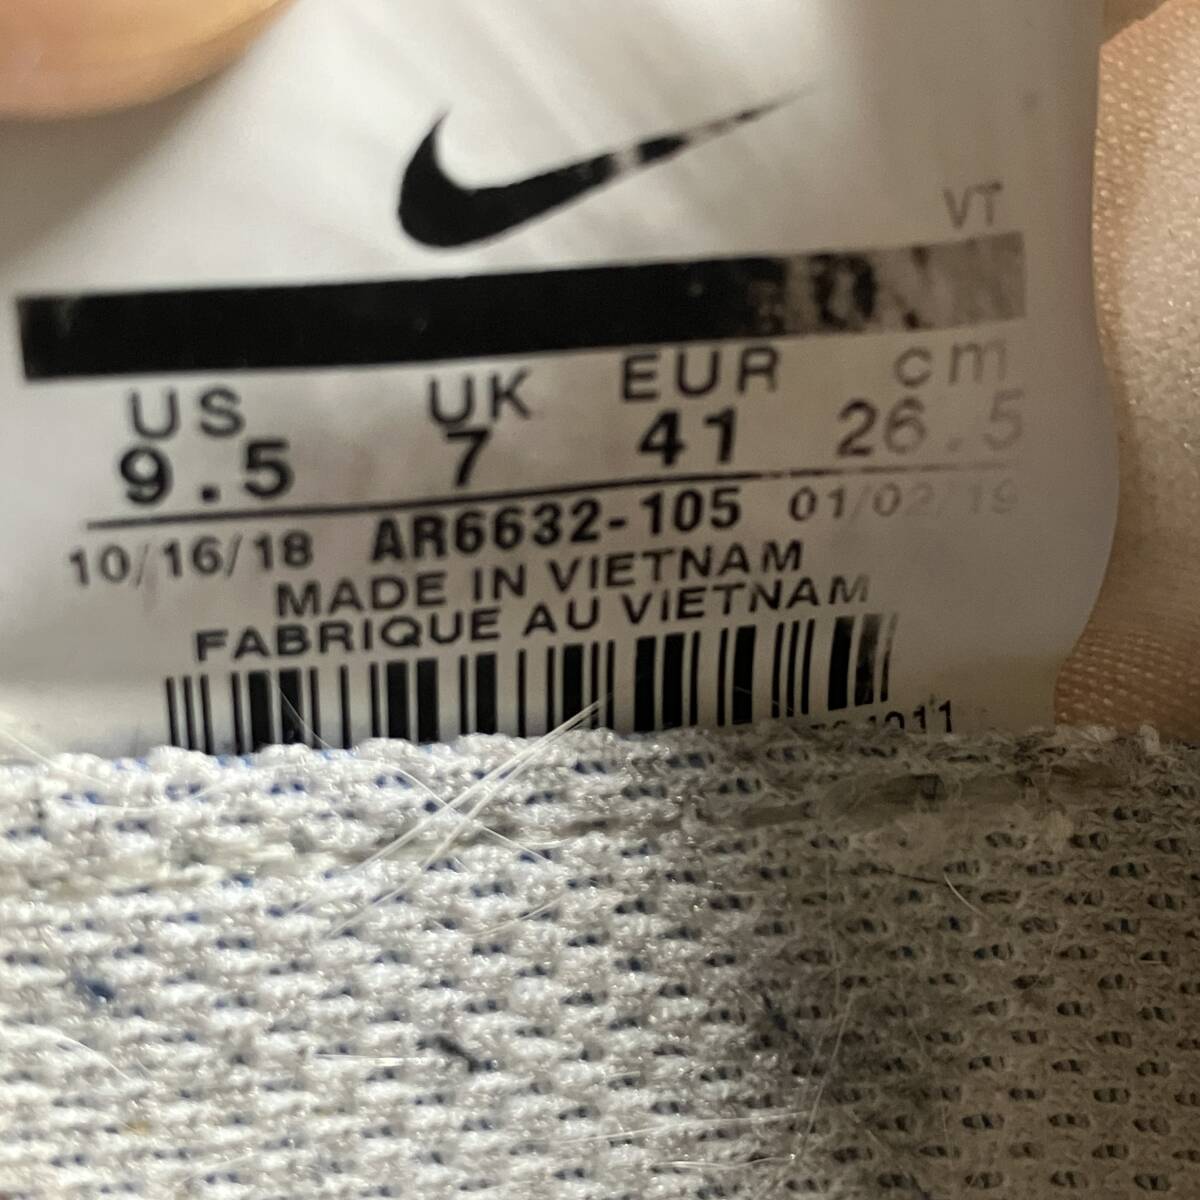 VT
US UK EUR cm
9.5 7 41 26.5
10/16/18 AR6632-105 01/02/19
MADE IN VIETNAM
FABRIQUE AU VIETNAM